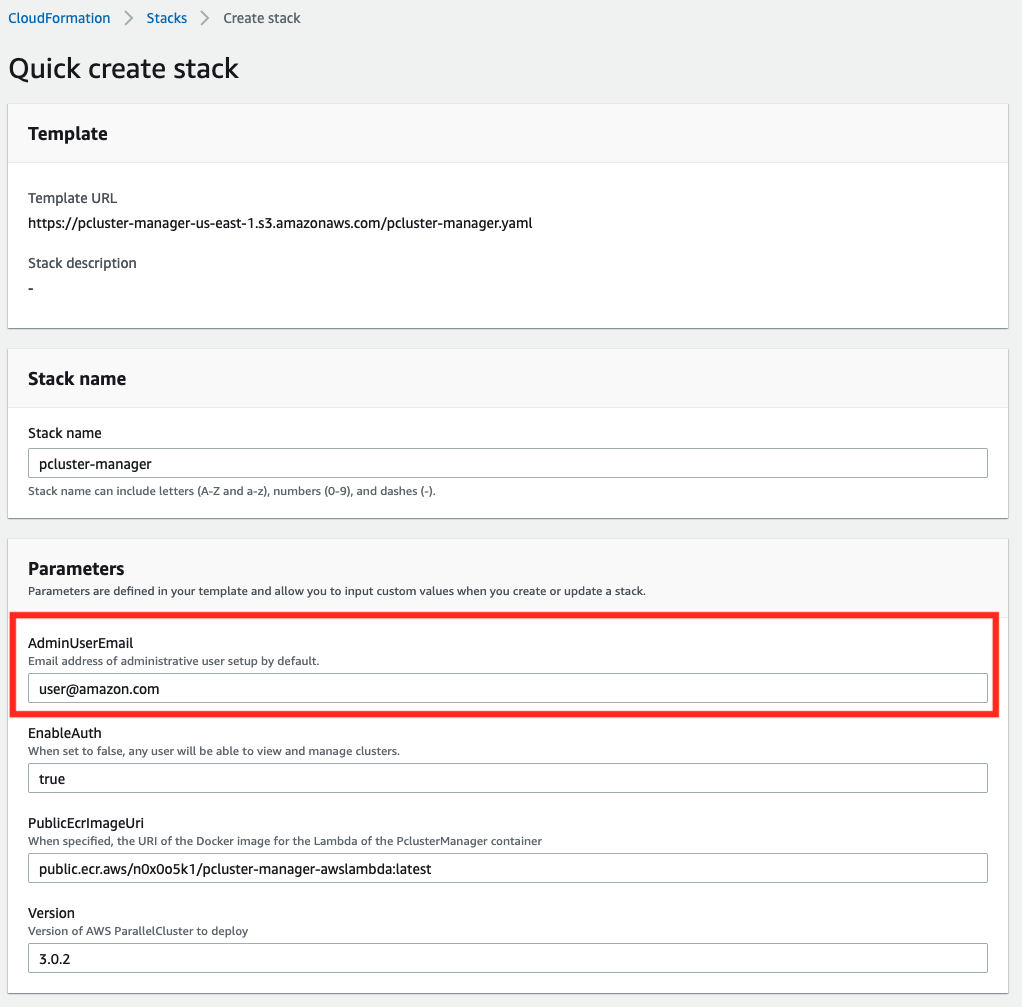 CloudFormation > Stacks > Create stack
Quick create stack
Template
Template URL
https://pcluster-manager-us-east-1.s3.amazonaws.com/pcluster-manager.yaml
Stack description
-
Stack name
Stack name
pcluster-manager
Stack name can include letters (A-Z and a-z), numbers (0-9), and dashes (-).
Parameters
Parameters are defined in your template and allow you to input custom values when you create or update a stack.
AdminUserEmail
Email address of administrative user setup by default.
user@amazon.com
EnableAuth
When set to false, any user will be able to view and manage clusters.
true
PublicEcrImageUri
When specified, the URI of the Docker image for the Lambda of the PclusterManager container
public.ecr.aws/n0x0o5k1/pcluster-manager-awslambda:latest
Version
Version of AWS ParallelCluster to deploy
3.0.2